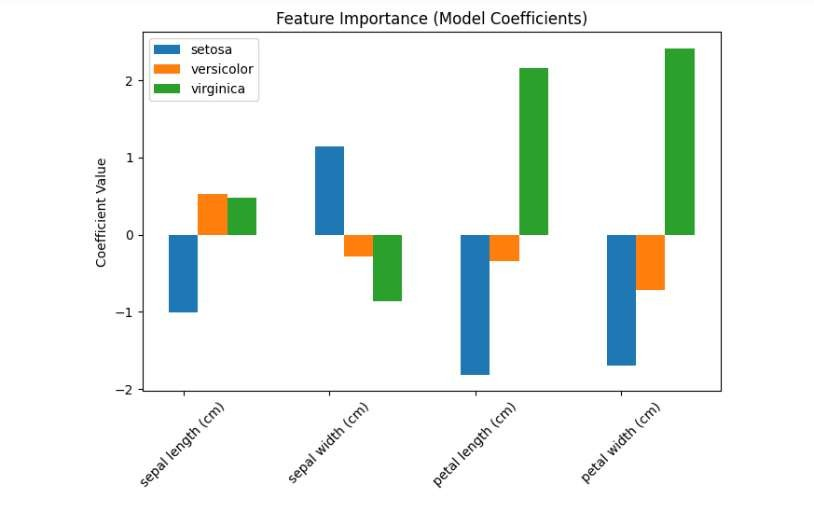 Feature Importance (Model Coefficients)
setosa
versicolor
virginica
Coefficient Value
2
1
0
−1
−2
sepal length (cm)
sepal width (cm)
petal length (cm)
petal width (cm)